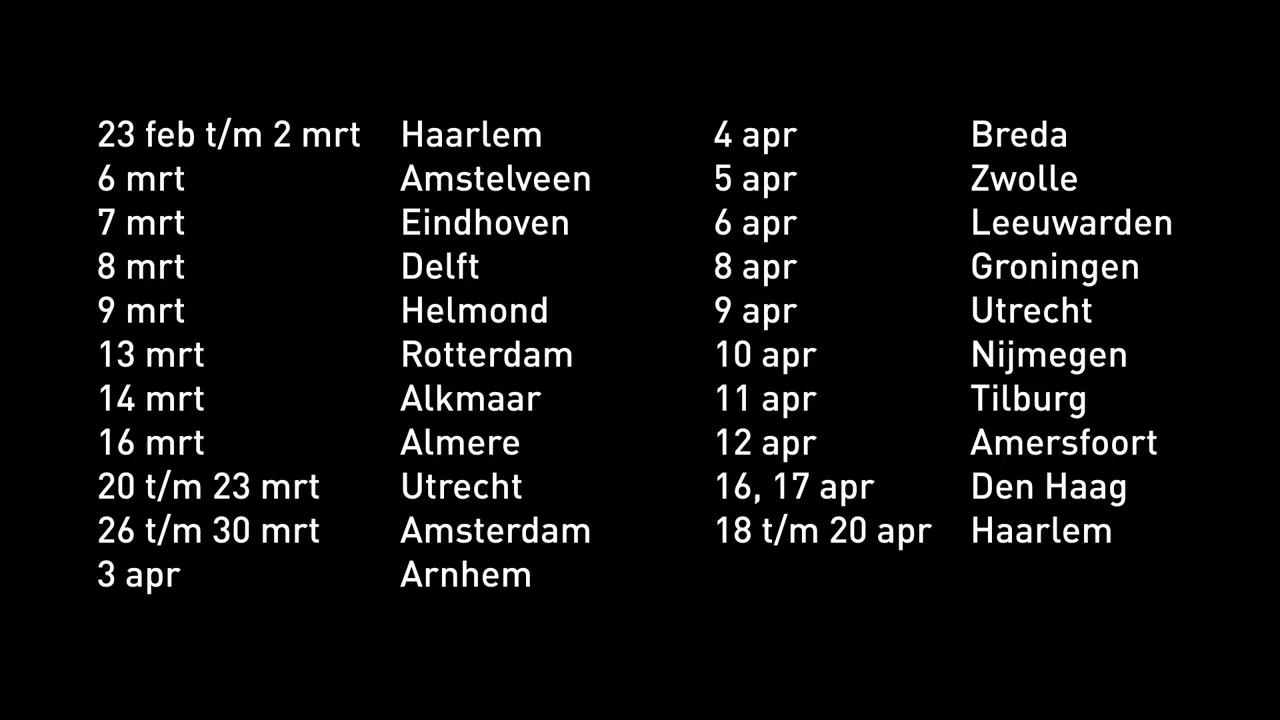 23 feb t/m 2 mrt Haarlem
6 mrt Amstelveen
7 mrt Eindhoven
8 mrt Delft
9 mrt Helmond
13 mrt Rotterdam
14 mrt Alkmaar
16 mrt Almere
20 t/m 23 mrt Utrecht
26 t/m 30 mrt Amsterdam
3 apr Arnhem
4 apr Breda
5 apr Zwolle
6 apr Leeuwarden
8 apr Groningen
9 apr Utrecht
10 apr Nijmegen
11 apr Tilburg
12 apr Amersfoort
16, 17 apr Den Haag
18 t/m 20 apr Haarlem